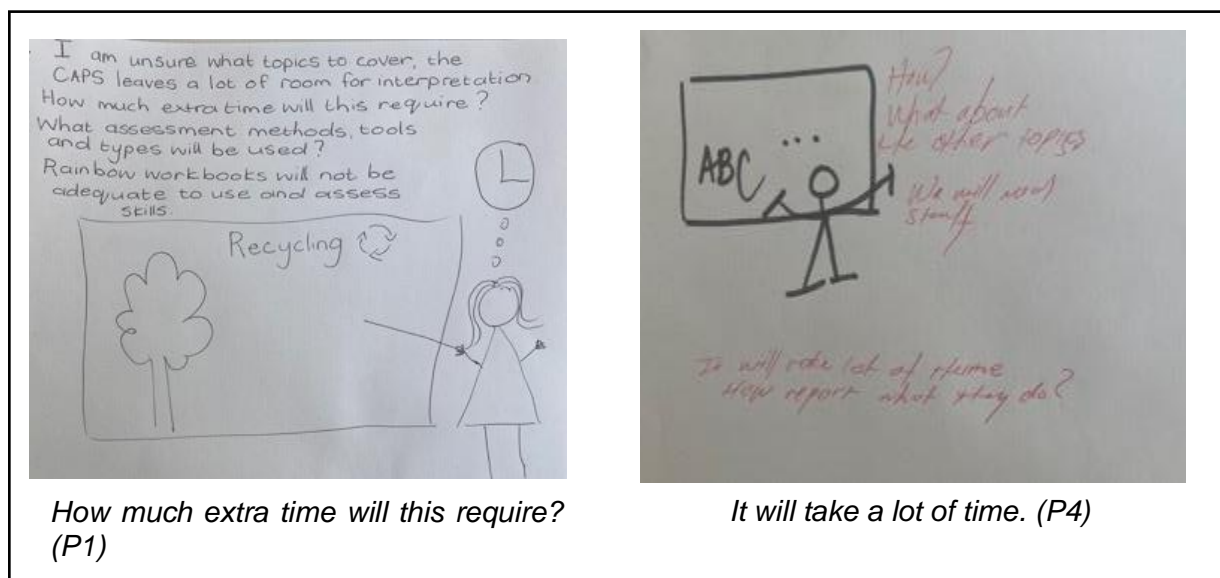 I am unsure what topics to cover, the
CAPS leaves a lot of room for interpretation
How much extra time will this require?
What assessment methods, tools
and types will be used?
Rainbow workbooks will not be
adequate to use and assess
skills.
Recycling
How much extra time will this require?
(P1)
How?
What about
other topics
ABC ...
We will need
stuff
It will take lot of
How report what they do?
It will take a lot of time. (P4)